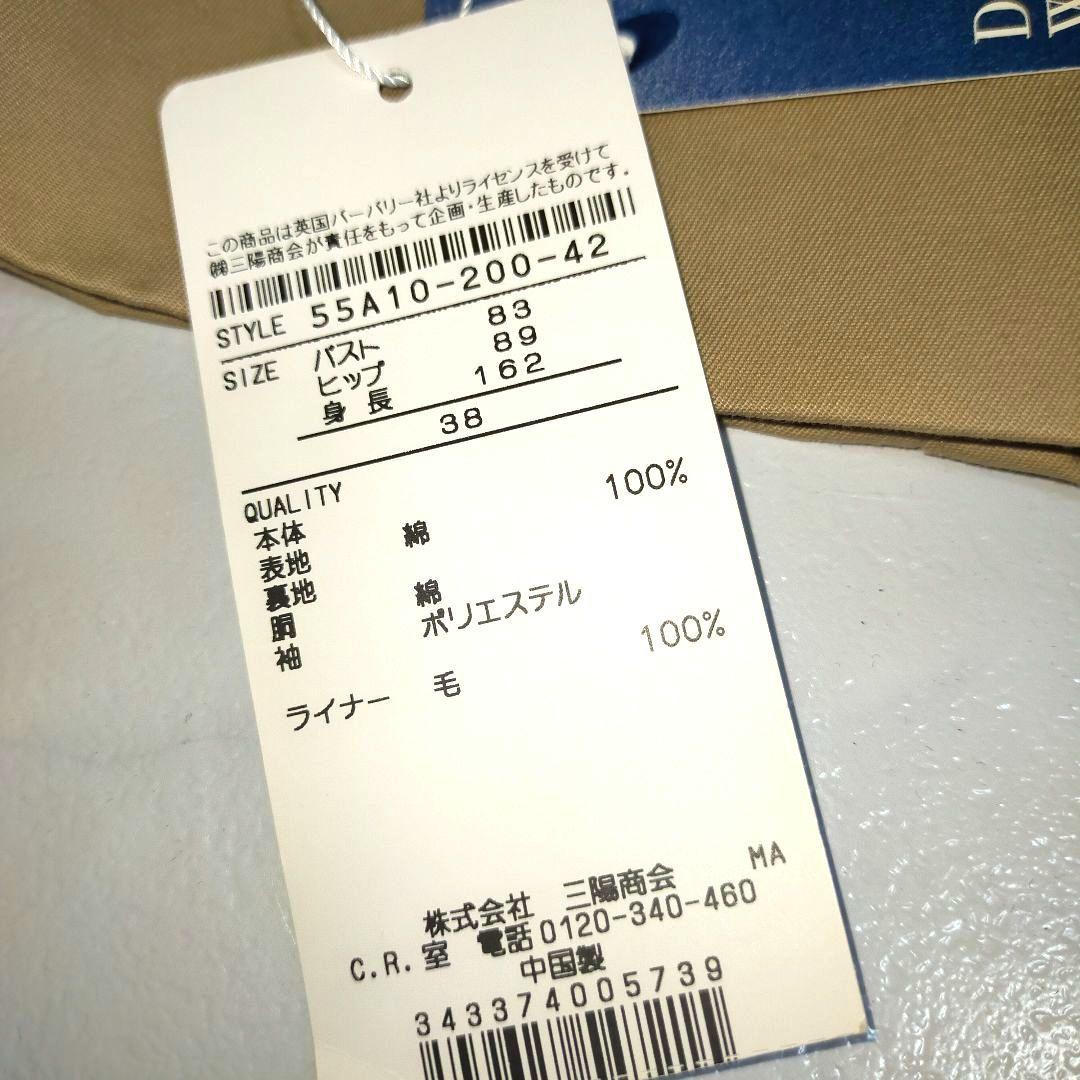 D
W
この商品は英国バーバリー社よりライセンスを受けて
㈱三陽商会が責任をもって企画・生産したものです.
STYLE 55A10-200-42
SIZE バスト 83
ヒップ 89
身 長 162
38
QUALITY
本体
表地 綿 100%
裏地
胴 綿
袖 ポリエステル
ライナー 毛 100%
MA
株式会社 三陽商会
C.R.室 電話0120-340-460
中国製
343374005739